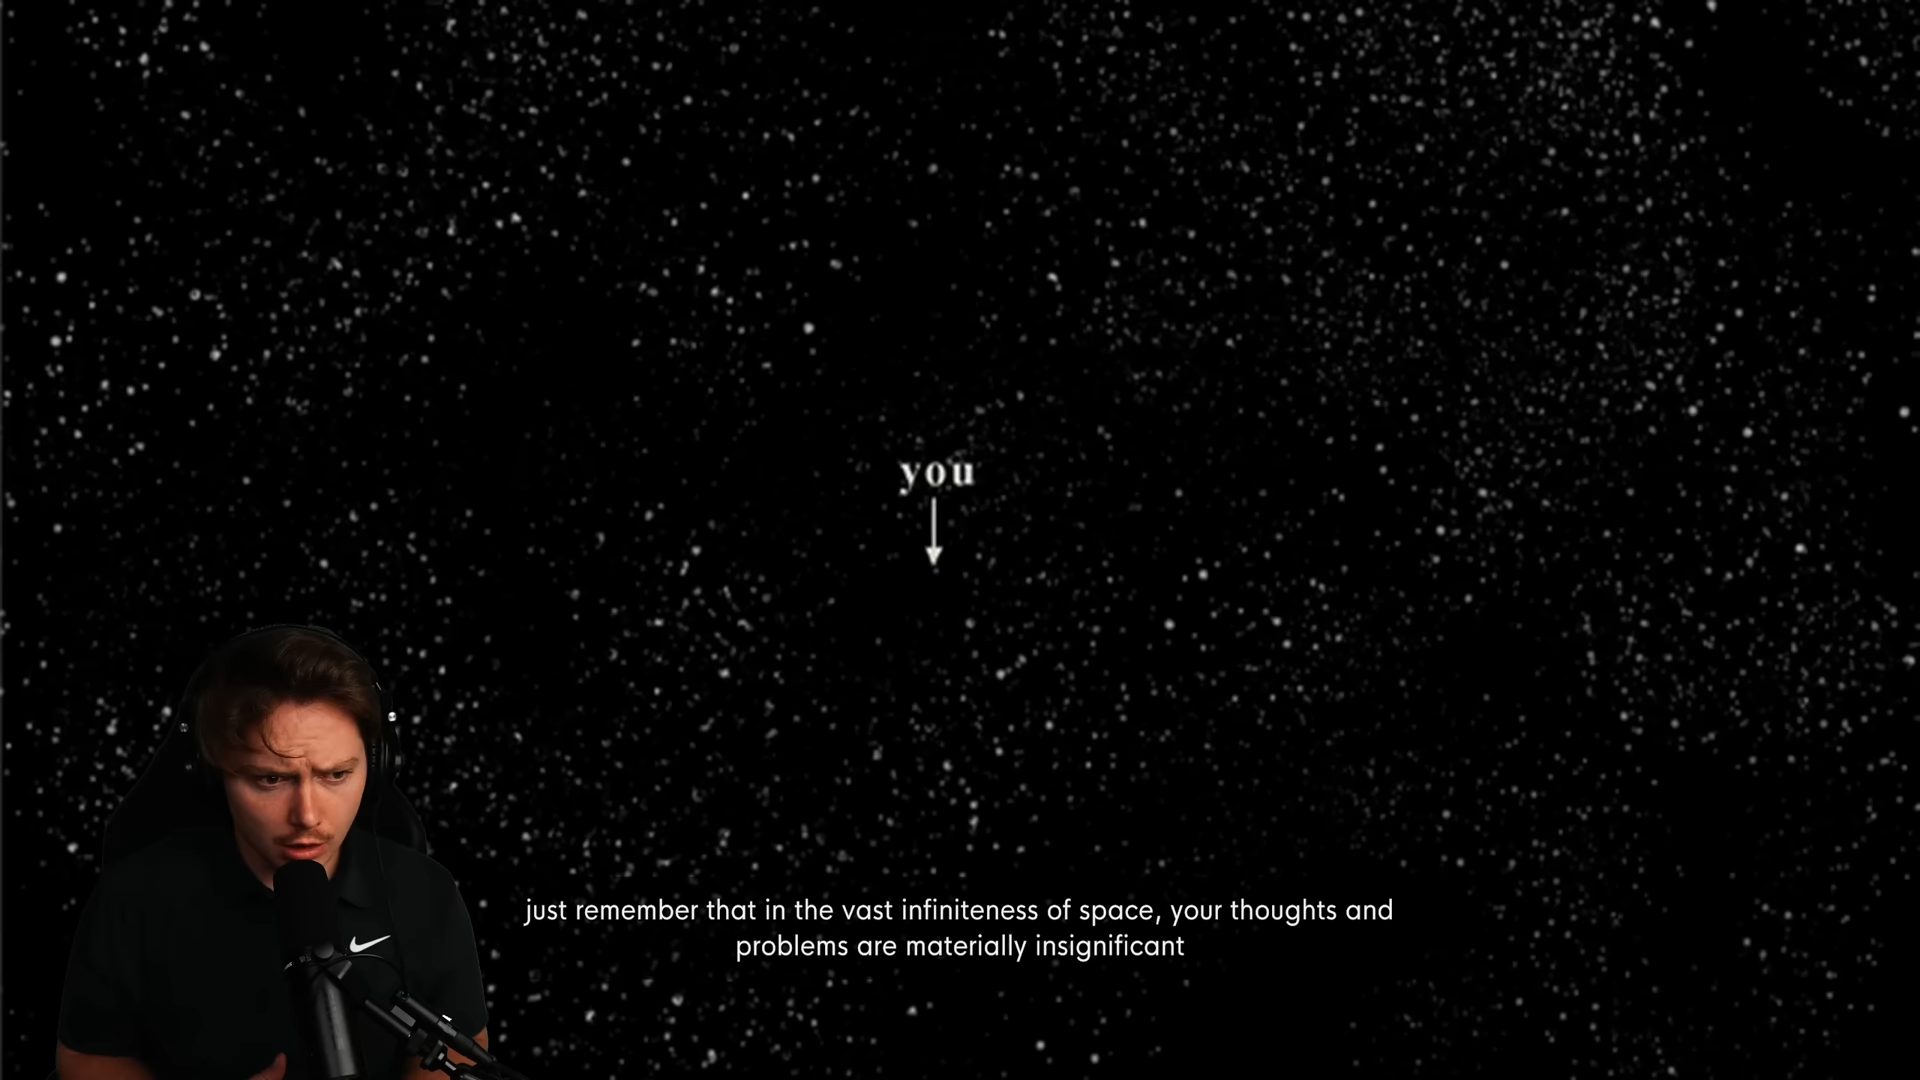 you
just remember that in the vast infiniteness of space, your thoughts and
problems are materially insignificant